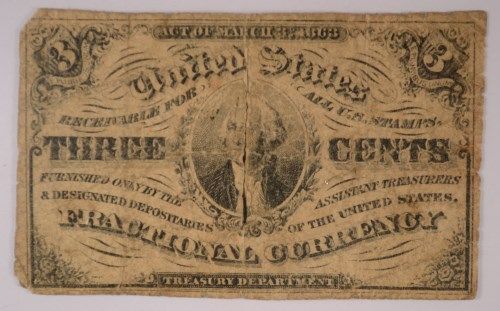 ACT OF MARCH 3RD 1863
3 3
United States
RECEIVABLE FOR ALL U.S. STAMPS.
THREE CENTS
FURNISHED ONLY BY THE ASSISTANT TREASURERS
& DESIGNATED DEPOSITARIES OF THE UNITED STATES.
FRACTIONAL CURRENCY
TREASURY DEPARTMENT